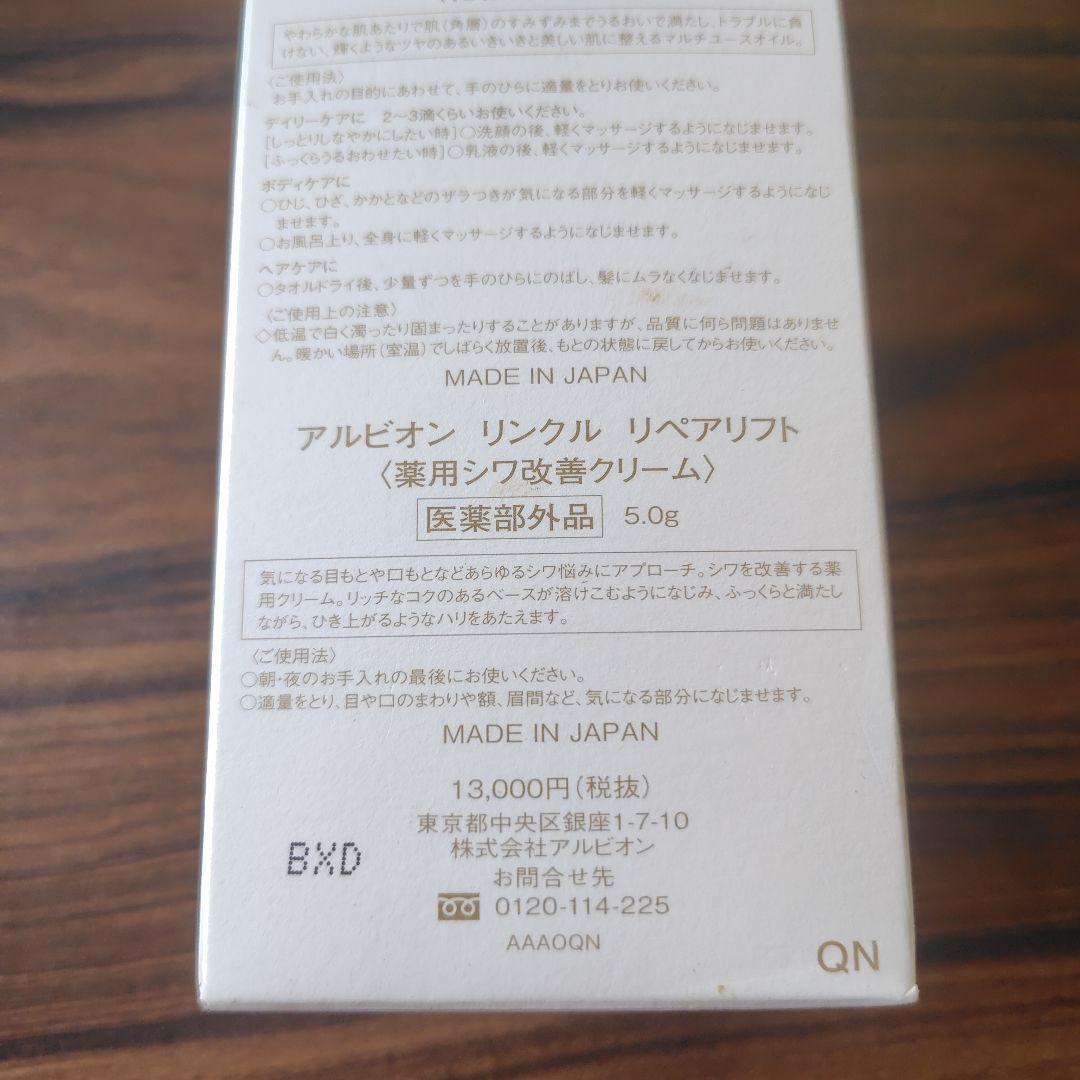 やわらかな肌あたりで肌(角層)のすみずみまでうるおいで満たし、トラブルに負
けない、輝くようなツヤのあるいきいきと美しい肌に整えるマルチユースオイル。
〈ご使用法〉
お手入れの目的にあわせて、手のひらに適量をとりお使いください。
デイリーケアに 2〜3滴くらいお使いください。
[しっとりしなやかにしたい時]○洗顔の後、軽くマッサージするようになじませます。
[ふっくらうるおわせたい時]○乳液の後、軽くマッサージするようになじませます。
ボディケアに
○ひじ、ひざ、かかとなどのザラつきが気になる部分を軽くマッサージするようになじ
ませます。
○お風呂上り、全身に軽くマッサージするようになじませます。
ヘアケアに
○タオルドライ後、少量ずつを手のひらにのばし、髪にムラなくなじませます。
〈ご使用上の注意〉
◇低温で白く濁ったり固まったりすることがありますが、品質に何ら問題はありませ
ん。暖かい場所(室温)でしばらく放置後、もとの状態に戻してからお使いください。
MADE IN JAPAN
アルビオン リンクル リペアリフト
〈薬用シワ改善クリーム〉
医薬部外品 5.0g
気になる目もとや口もとなどあらゆるシワ悩みにアプローチ。シワを改善する薬
用クリーム。リッチなコクのあるベースが溶けこむようになじみ、ふっくらと満たし
ながら、ひき上がるようなハリをあたえます。
〈ご使用法〉
○朝・夜のお手入れの最後にお使いください。
○適量をとり、目や口のまわりや額、眉間など、気になる部分になじませます。
MADE IN JAPAN
13,000円(税抜)
東京都中央区銀座1-7-10
株式会社アルビオン
BXD
お問合せ先
0120-114-225
AAAOQN
QN